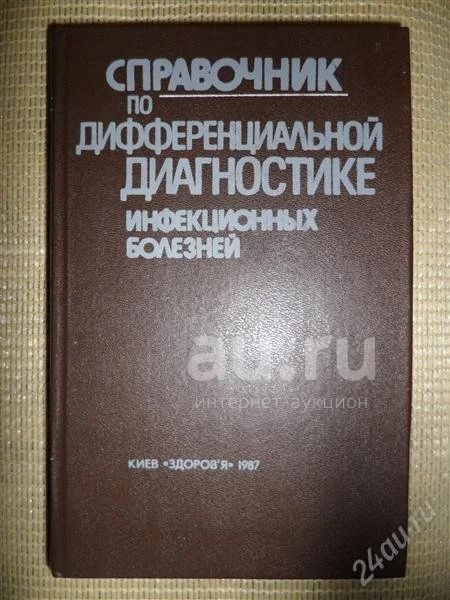 СПРАВОЧНИК
ПО
ДИФФЕРЕНЦИАЛЬНОЙ
ДИАГНОСТИКЕ
ИНФЕКЦИОННЫХ
БОЛЕЗНЕЙ
au.ru
интернет-аукцион
КИЕВ «ЗДОРОВ'Я» 1987
24au.ru